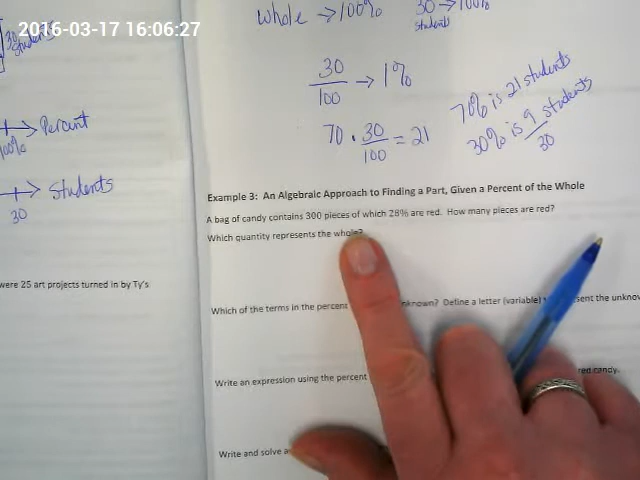 2016-03-17 16:06:27
whole → 100%
30 → 100%
students
30
students
30/100 → 1%
70 · 30/100 = 21
70% is 21 students
30% is 9 students
30
Percent
100%
Students
30
Example 3: An Algebraic Approach to Finding a Part, Given a Percent of the Whole
A bag of candy contains 300 pieces of which 28% are red. How many pieces are red?
Which quantity represents the whole?
were 25 art projects turned in by Ty's
Which of the terms in the percent nknown? Define a letter (variable) sent the unknow
Write an expression using the percent red candy.
Write and solve a